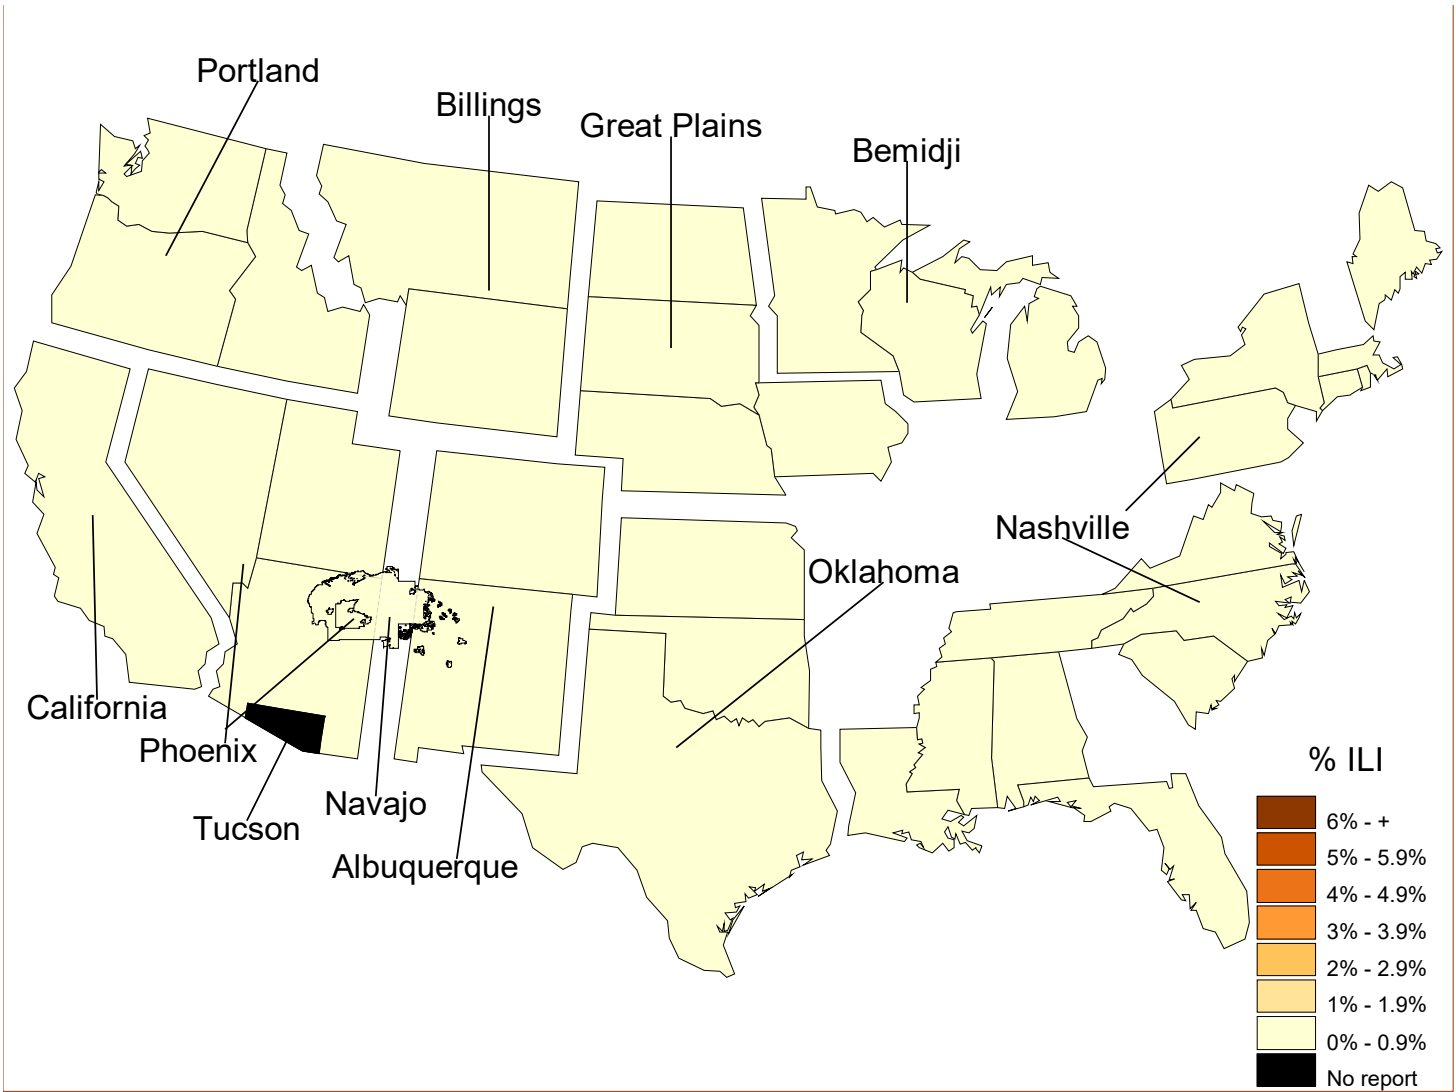 Portland
Billings
Great Plains
Bemidji
Nashville
Oklahoma
California
Phoenix
Tucson
Navajo
Albuquerque
% ILI
6% - +
5% - 5.9%
4% - 4.9%
3% - 3.9%
2% - 2.9%
1% - 1.9%
0% - 0.9%
No report